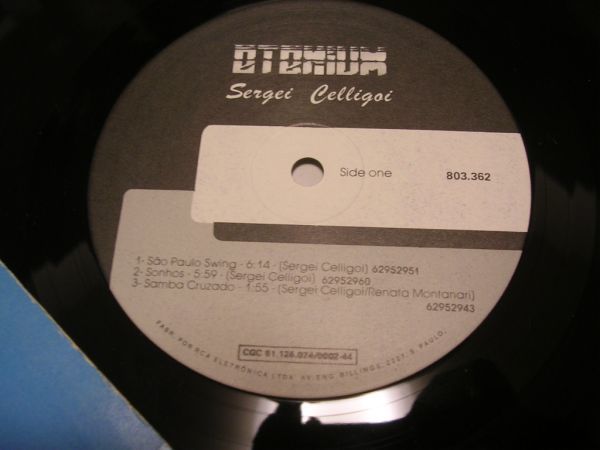 OTONIUM
Sergei Celligoi
Side one 803.362
1- São Paulo Swing - 6:14 - (Sergei Celligoi) 62952951
2- Sonhos - 5:59 - (Sergei Celligoi) 62952960
3- Samba Cruzado - 1:55 - (Sergei Celligoi/Renata Montanari)
62952943
CGC 61.126.074/0002-44
FABR. POR RCA ELETRÔNICA LTDA. AV. ENG. BILLINGS, 2227, S. PAULO,